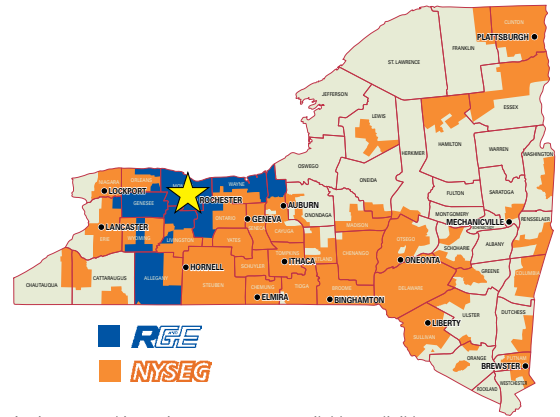 CLINTON
PLATTSBURGH
FRANKLIN
ST. LAWRENCE
JEFFERSON
ESSEX
LEWIS
HAMILTON
HERKIMER
WARREN
WASHINGTON
OSWEGO
ONEIDA
FULTON
SARATOGA
NIAGARA
ORLEANS
WAYNE
LOCKPORT
GENESEE
ROCHESTER
AUBURN
ONONDAGA
MADISON
MONTGOMERY
MECHANICVILLE
RENSSELAER
LANCASTER
ERIE
WYOMING
LIVINGSTON
ONTARIO
GENEVA
SENECA
YATES
CAYUGA
CHENANGO
OTSEGO
SCHOHARIE
ALBANY
HORNELL
ITHACA
ONEONTA
GREENE
COLUMBIA
CHAUTAUQUA
CATTARAUGUS
ALLEGANY
STEUBEN
SCHUYLER
TOMPKINS
CHEMUNG
TIOGA
BROOME
DELAWARE
ELMIRA
BINGHAMTON
LIBERTY
SULLIVAN
ULSTER
DUTCHESS
ORANGE
PUTNAM
BREWSTER
WESTCHESTER
ROCKLAND
RG&E
NYSEG